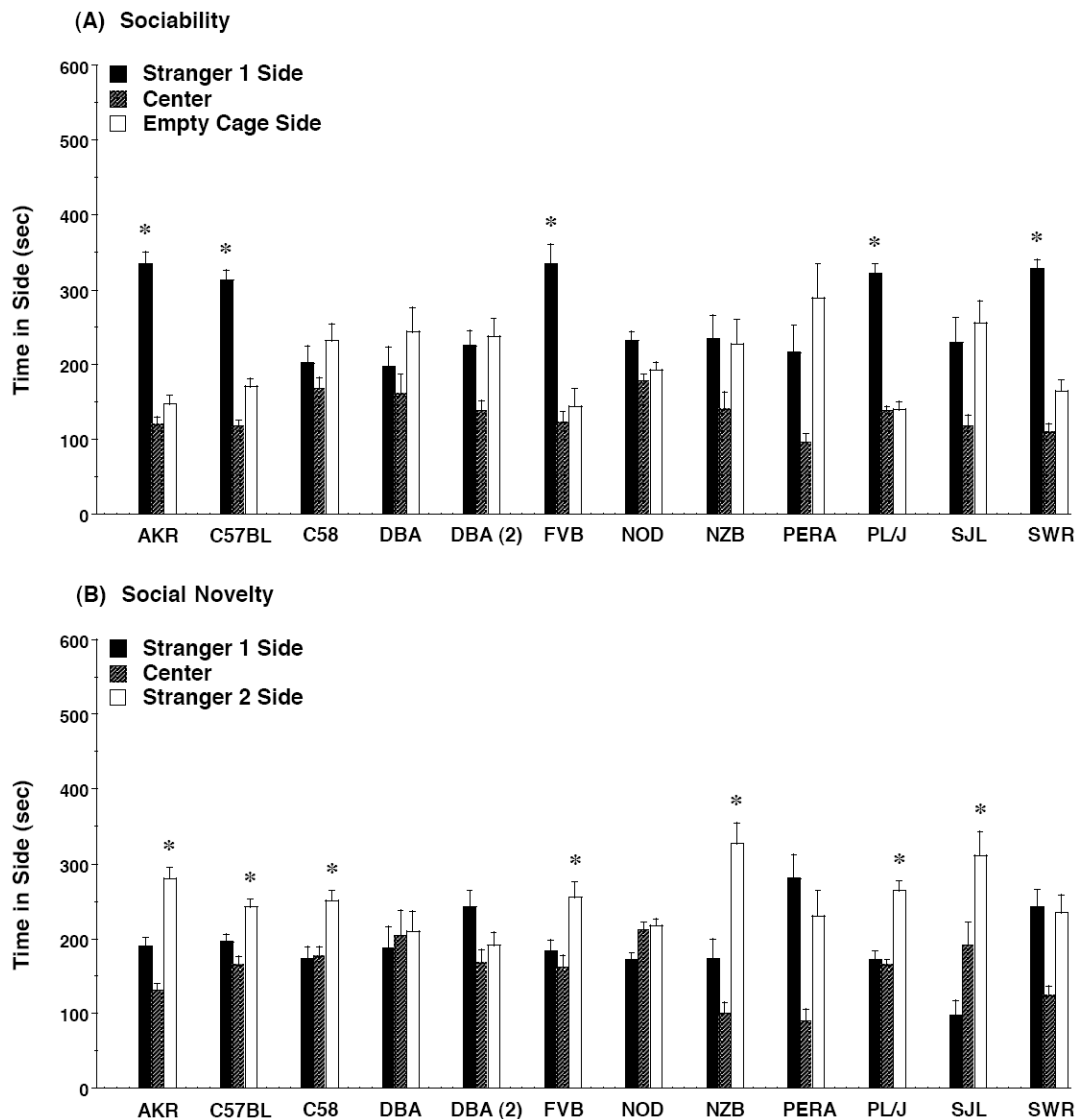 (A) Sociability
Stranger 1 Side
Center
Empty Cage Side
Time in Side (sec)
600
500
400
300
200
100
0
* * * * *
AKR C57BL C58 DBA DBA (2) FVB NOD NZB PERA PL/J SJL SWR
(B) Social Novelty
Stranger 1 Side
Center
Stranger 2 Side
Time in Side (sec)
600
500
400
300
200
100
0
* * * * * * *
AKR C57BL C58 DBA DBA (2) FVB NOD NZB PERA PL/J SJL SWR